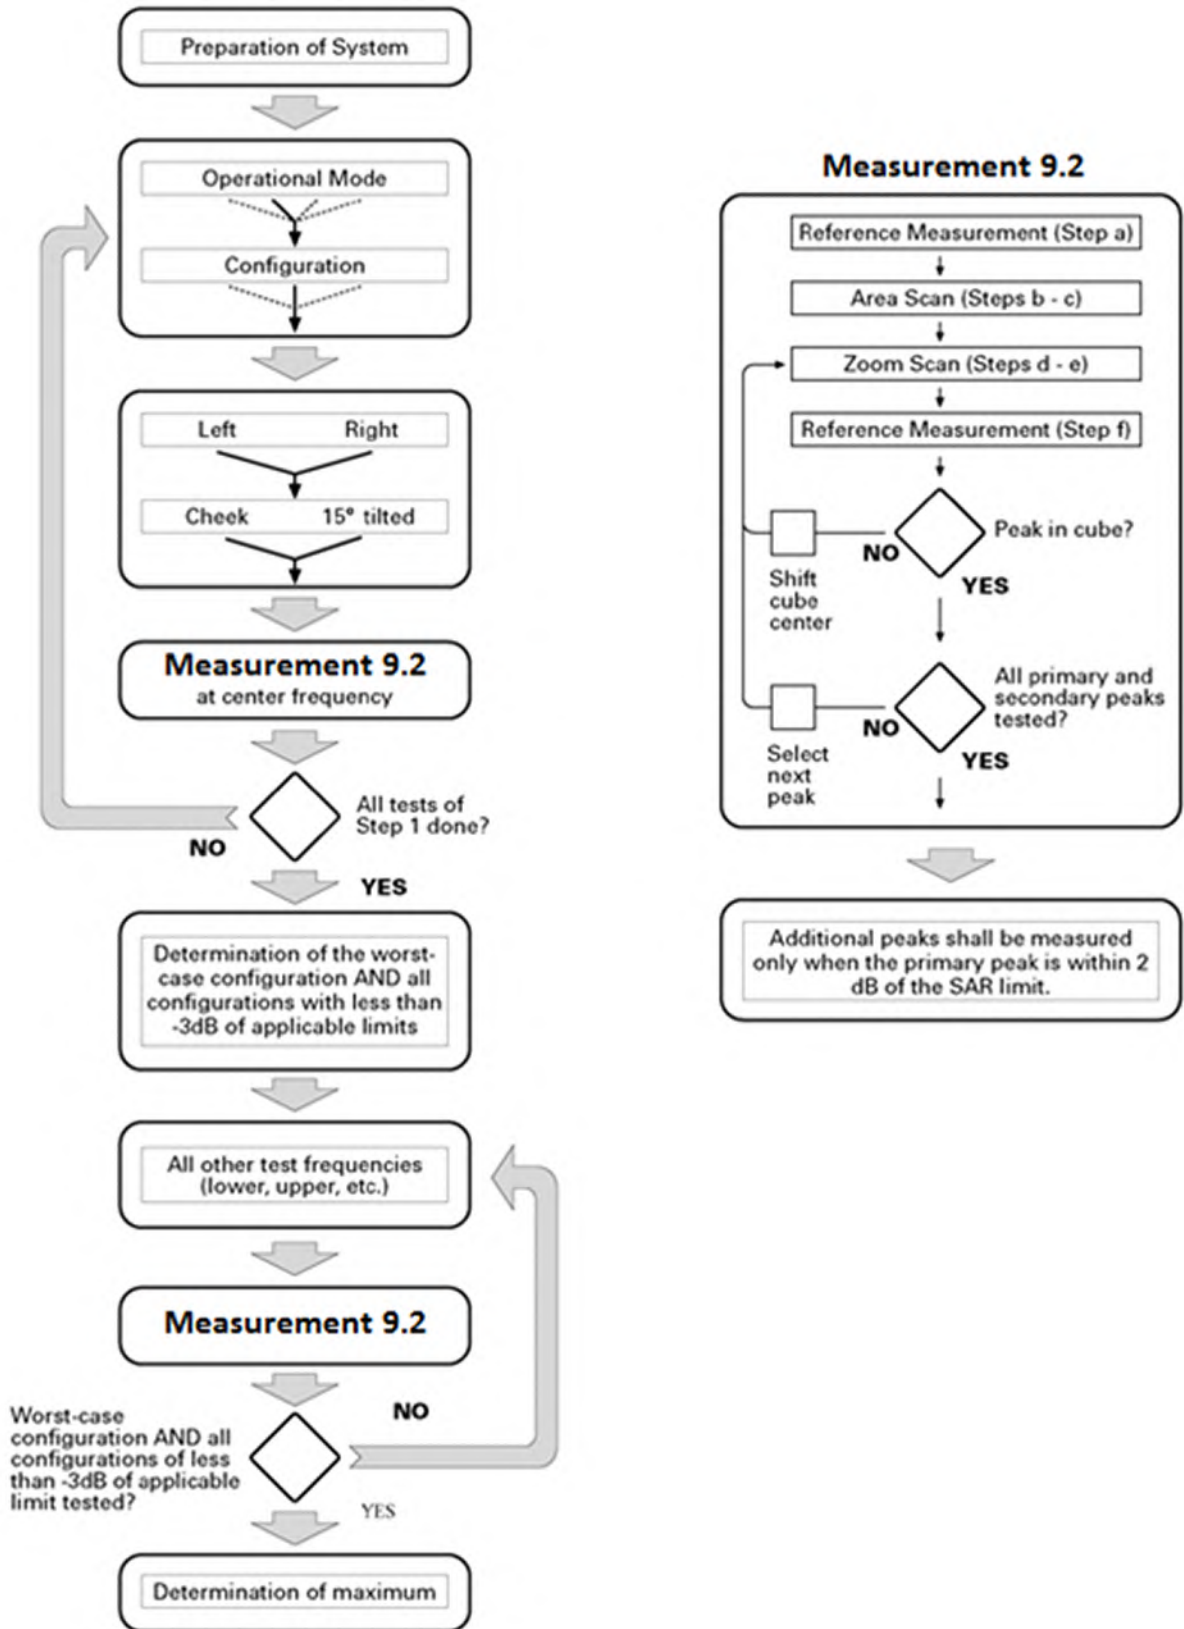 Preparation of System
Operational Mode
Configuration
Left Right
Cheek 15° tilted
Measurement 9.2
at center frequency
All tests of
Step 1 done?
NO
YES
Determination of the worst-
case configuration AND all
configurations with less than
-3dB of applicable limits
All other test frequencies
(lower, upper, etc.)
Measurement 9.2
NO
Worst-case
configuration AND all
configurations of less
than -3dB of applicable
limit tested?
YES
Determination of maximum
Measurement 9.2
Reference Measurement (Step a)
Area Scan (Steps b - c)
Zoom Scan (Steps d - e)
Reference Measurement (Step f)
Peak in cube?
NO
Shift
cube
center
YES
All primary and
secondary peaks
tested?
NO
Select
next
peak
YES
Additional peaks shall be measured
only when the primary peak is within 2
dB of the SAR limit.